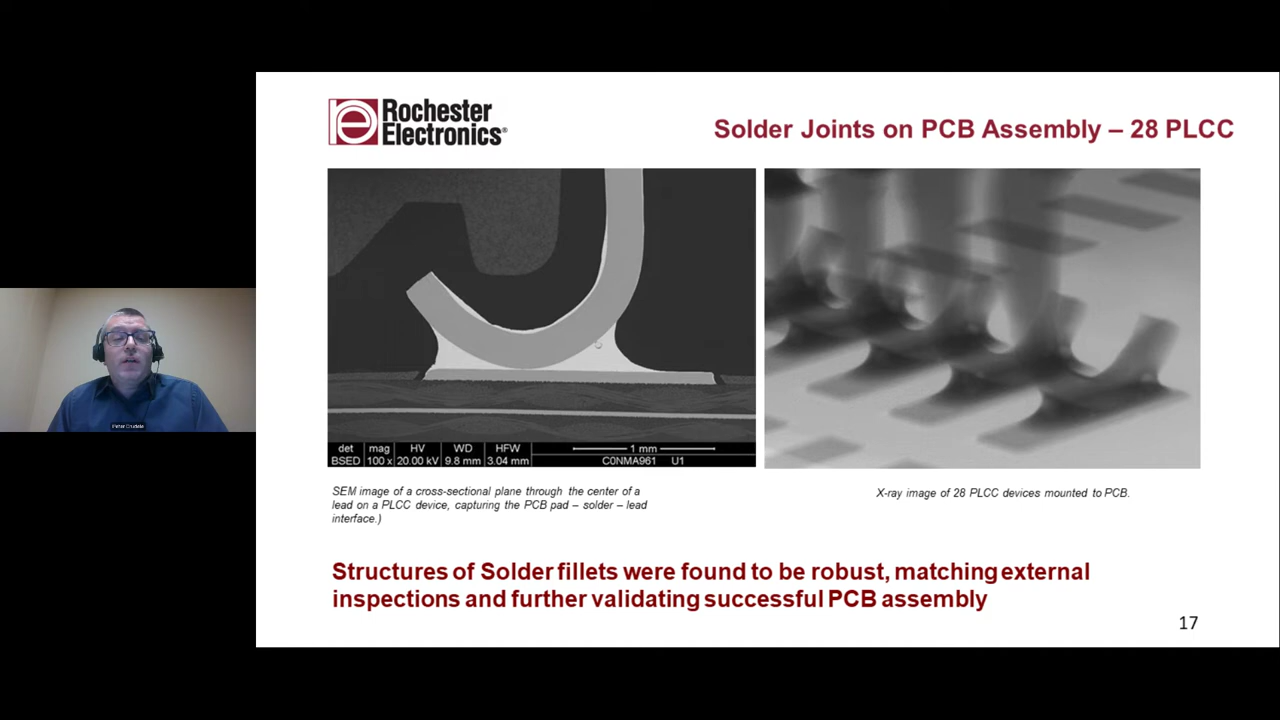 Rochester
Electronics®
Solder Joints on PCB Assembly – 28 PLCC
det mag HV WD HFW 1 mm
BSED 100 x 20.00 kV 9.8 mm 3.04 mm C0NMA961 U1
SEM image of a cross-sectional plane through the center of a
lead on a PLCC device, capturing the PCB pad – solder – lead
interface.)
X-ray image of 28 PLCC devices mounted to PCB.
Structures of Solder fillets were found to be robust, matching external
inspections and further validating successful PCB assembly
17